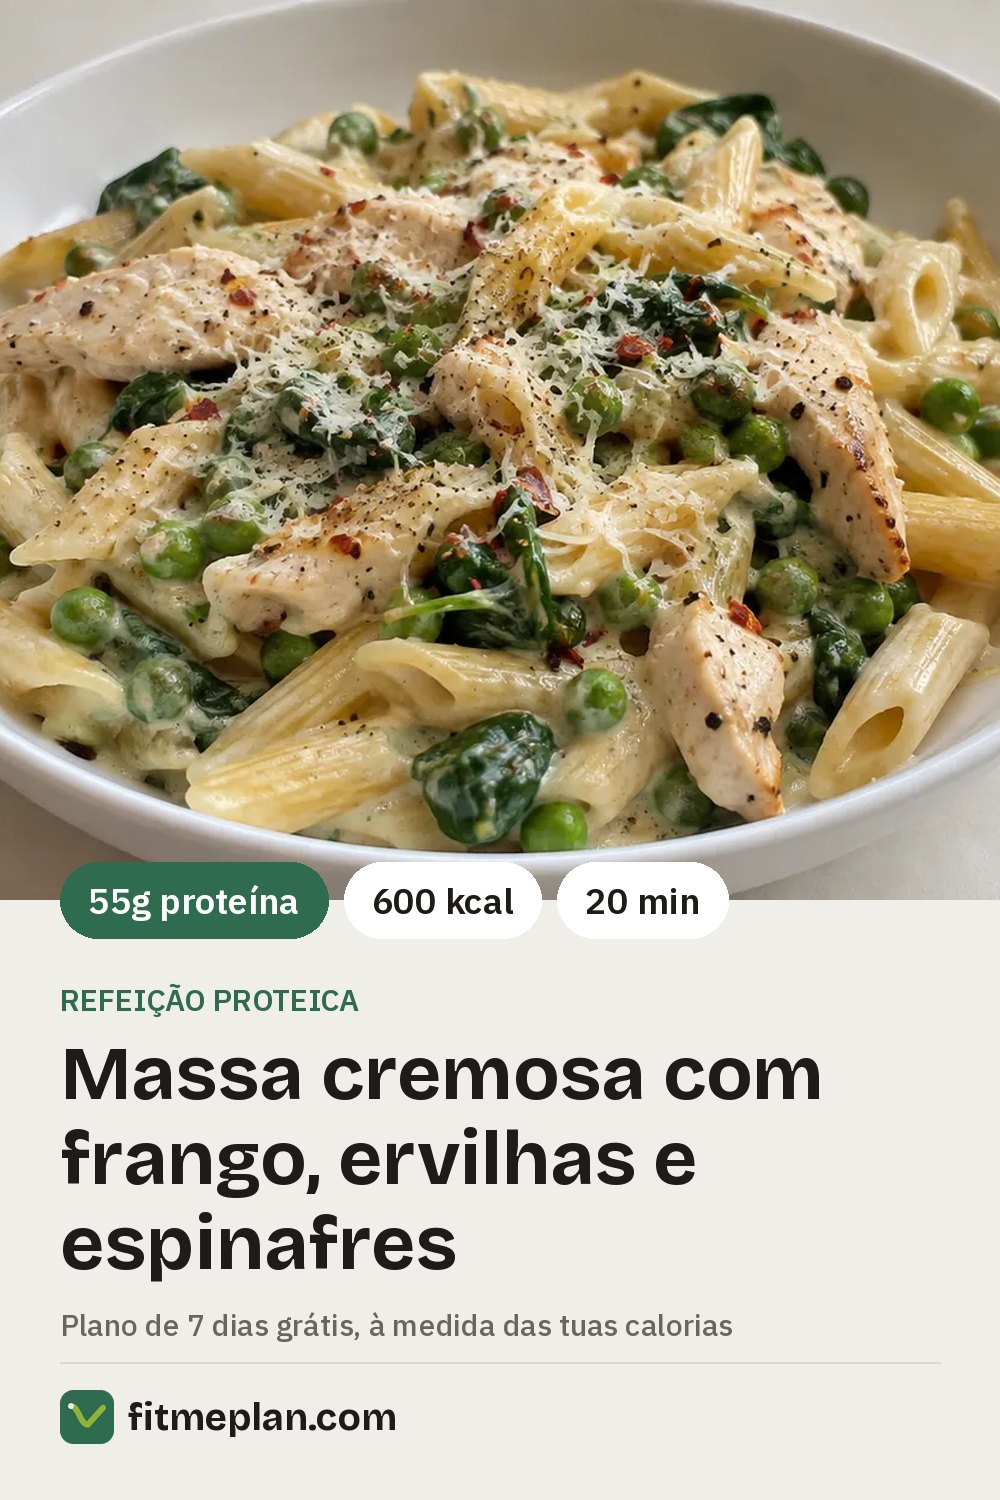 55g proteína
600 kcal
20 min
REFEIÇÃO PROTEICA
Massa cremosa com
frango, ervilhas e
espinafres
Plano de 7 dias grátis, à medida das tuas calorias
fitmeplan.com